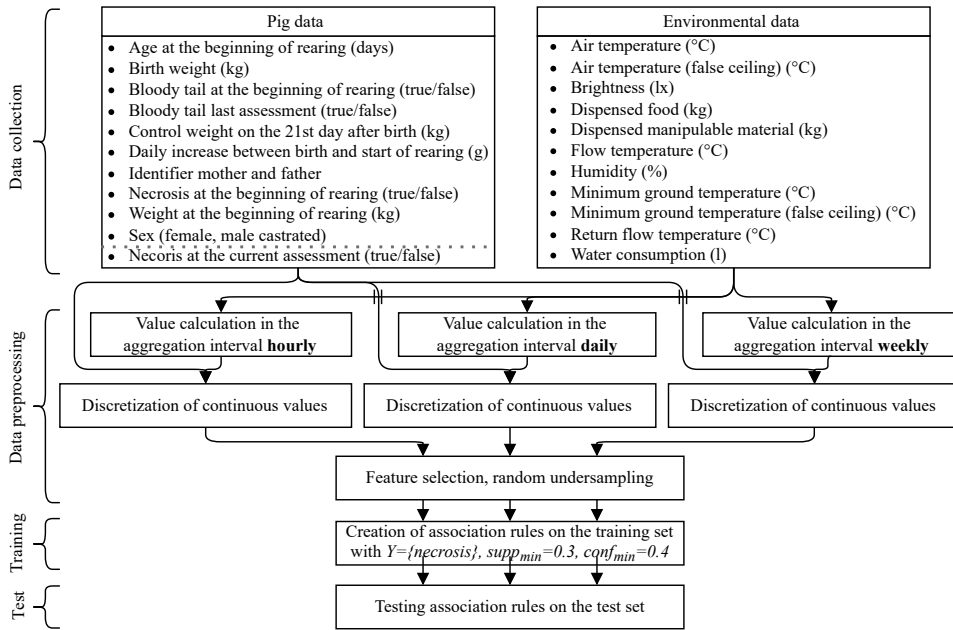 Data collection
Pig data
• Age at the beginning of rearing (days)
• Birth weight (kg)
• Bloody tail at the beginning of rearing (true/false)
• Bloody tail last assessment (true/false)
• Control weight on the 21st day after birth (kg)
• Daily increase between birth and start of rearing (g)
• Identifier mother and father
• Necrosis at the beginning of rearing (true/false)
• Weight at the beginning of rearing (kg)
• Sex (female, male castrated)
• Necoris at the current assessment (true/false)
Environmental data
• Air temperature (°C)
• Air temperature (false ceiling) (°C)
• Brightness (lx)
• Dispensed food (kg)
• Dispensed manipulable material (kg)
• Flow temperature (°C)
• Humidity (%)
• Minimum ground temperature (°C)
• Minimum ground temperature (false ceiling) (°C)
• Return flow temperature (°C)
• Water consumption (l)
Data preprocessing
Value calculation in the
aggregation interval hourly
Value calculation in the
aggregation interval daily
Value calculation in the
aggregation interval weekly
Discretization of continuous values
Discretization of continuous values
Discretization of continuous values
Feature selection, random undersampling
Training
Creation of association rules on the training set
with Y={necrosis}, supp_min=0.3, conf_min=0.4
Test
Testing association rules on the test set